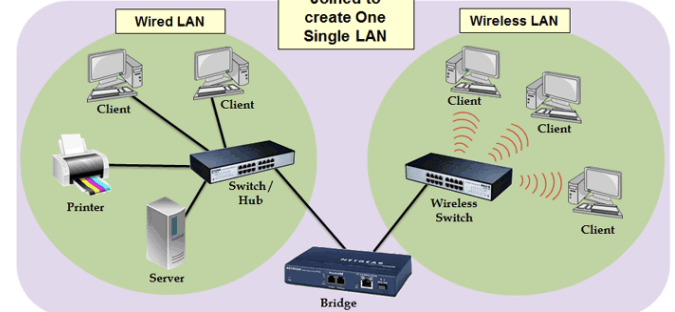 Joined to
create One
Single LAN
Wired LAN
Wireless LAN
Client
Client
Client
Client
Client
Printer
Switch/
Hub
Server
Wireless
Switch
NETGEAR
Bridge